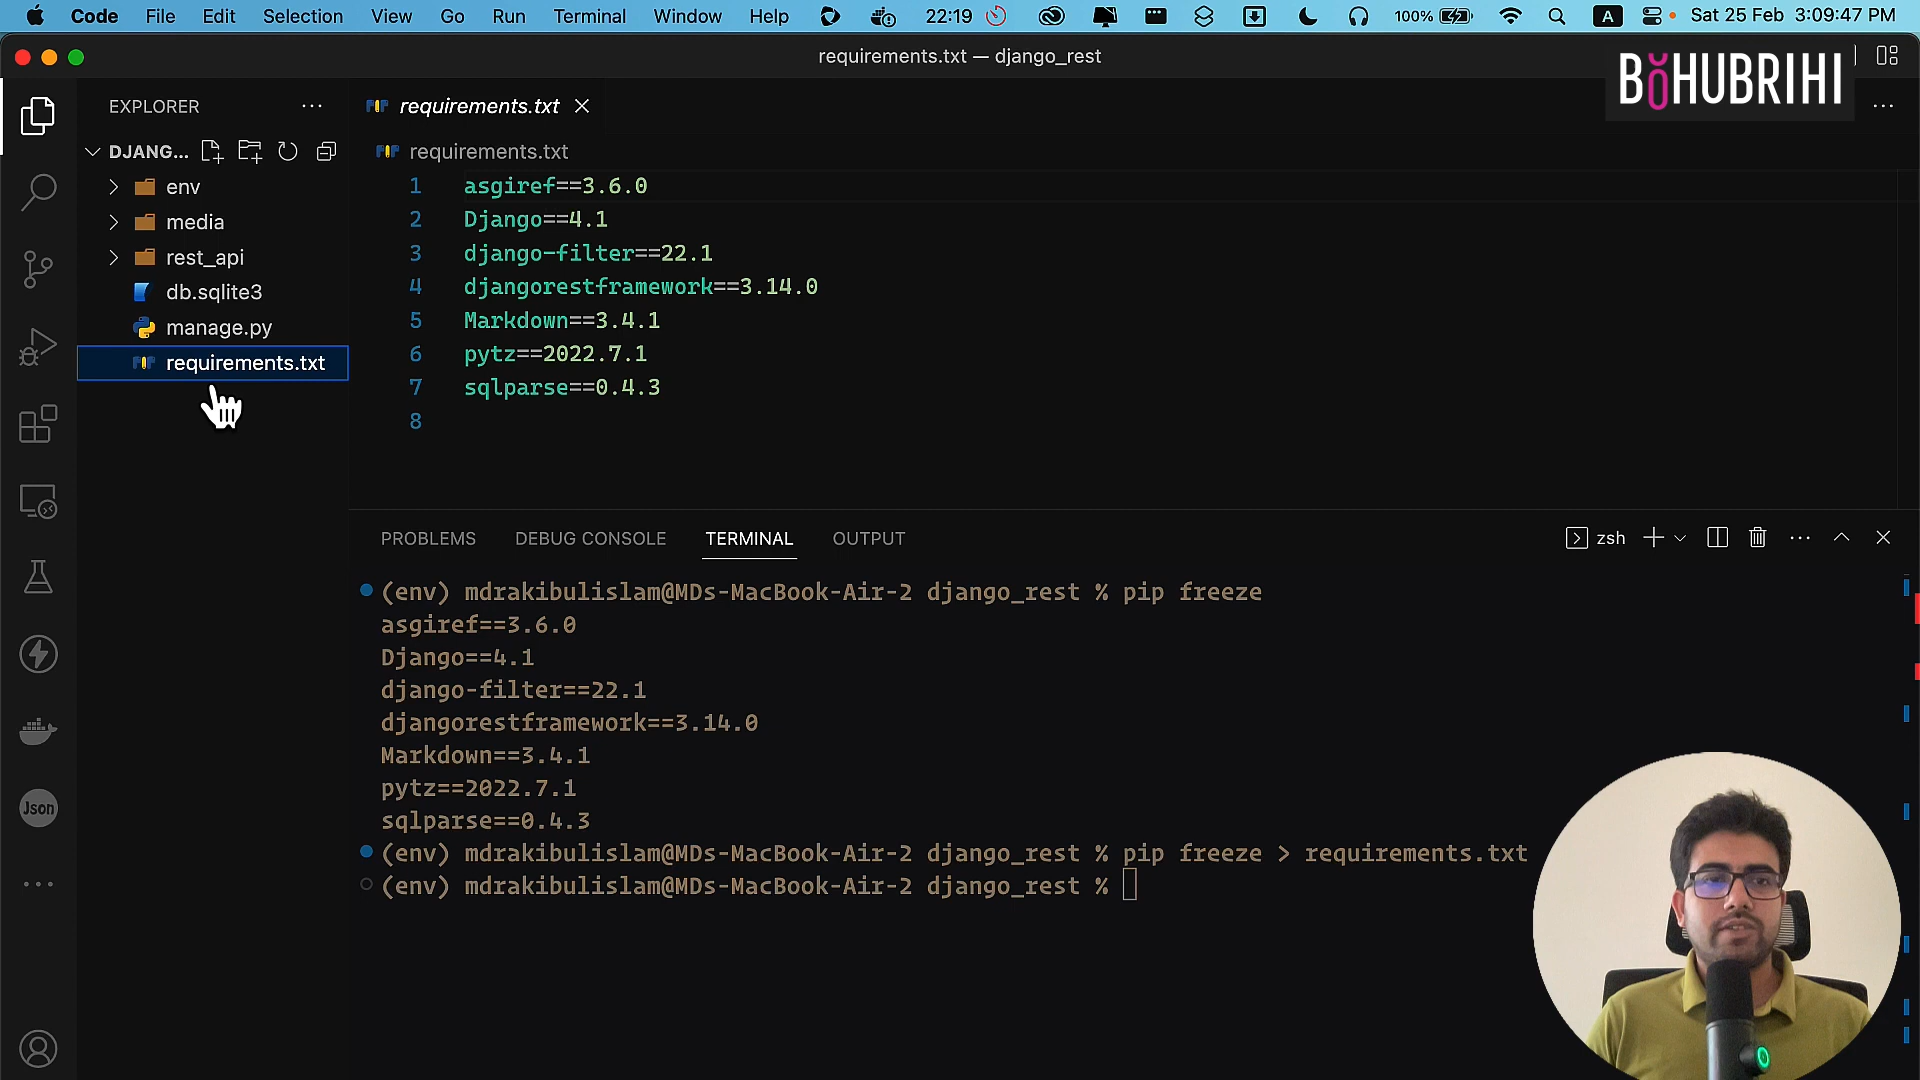 Code File Edit Selection View Go Run Terminal Window Help 22:19 100% A Sat 25 Feb 3:09:47 PM
requirements.txt — django_rest
BOHUBRIHI
EXPLORER
requirements.txt
DJANG...
requirements.txt
env
media
rest_api
db.sqlite3
manage.py
requirements.txt
1 asgiref==3.6.0
2 Django==4.1
3 django-filter==22.1
4 djangorestframework==3.14.0
5 Markdown==3.4.1
6 pytz==2022.7.1
7 sqlparse==0.4.3
8
PROBLEMS DEBUG CONSOLE TERMINAL OUTPUT zsh
(env) mdrakibulislam@MDs-MacBook-Air-2 django_rest % pip freeze
asgiref==3.6.0
Django==4.1
django-filter==22.1
djangorestframework==3.14.0
Markdown==3.4.1
pytz==2022.7.1
sqlparse==0.4.3
(env) mdrakibulislam@MDs-MacBook-Air-2 django_rest % pip freeze > requirements.txt
(env) mdrakibulislam@MDs-MacBook-Air-2 django_rest %
Json